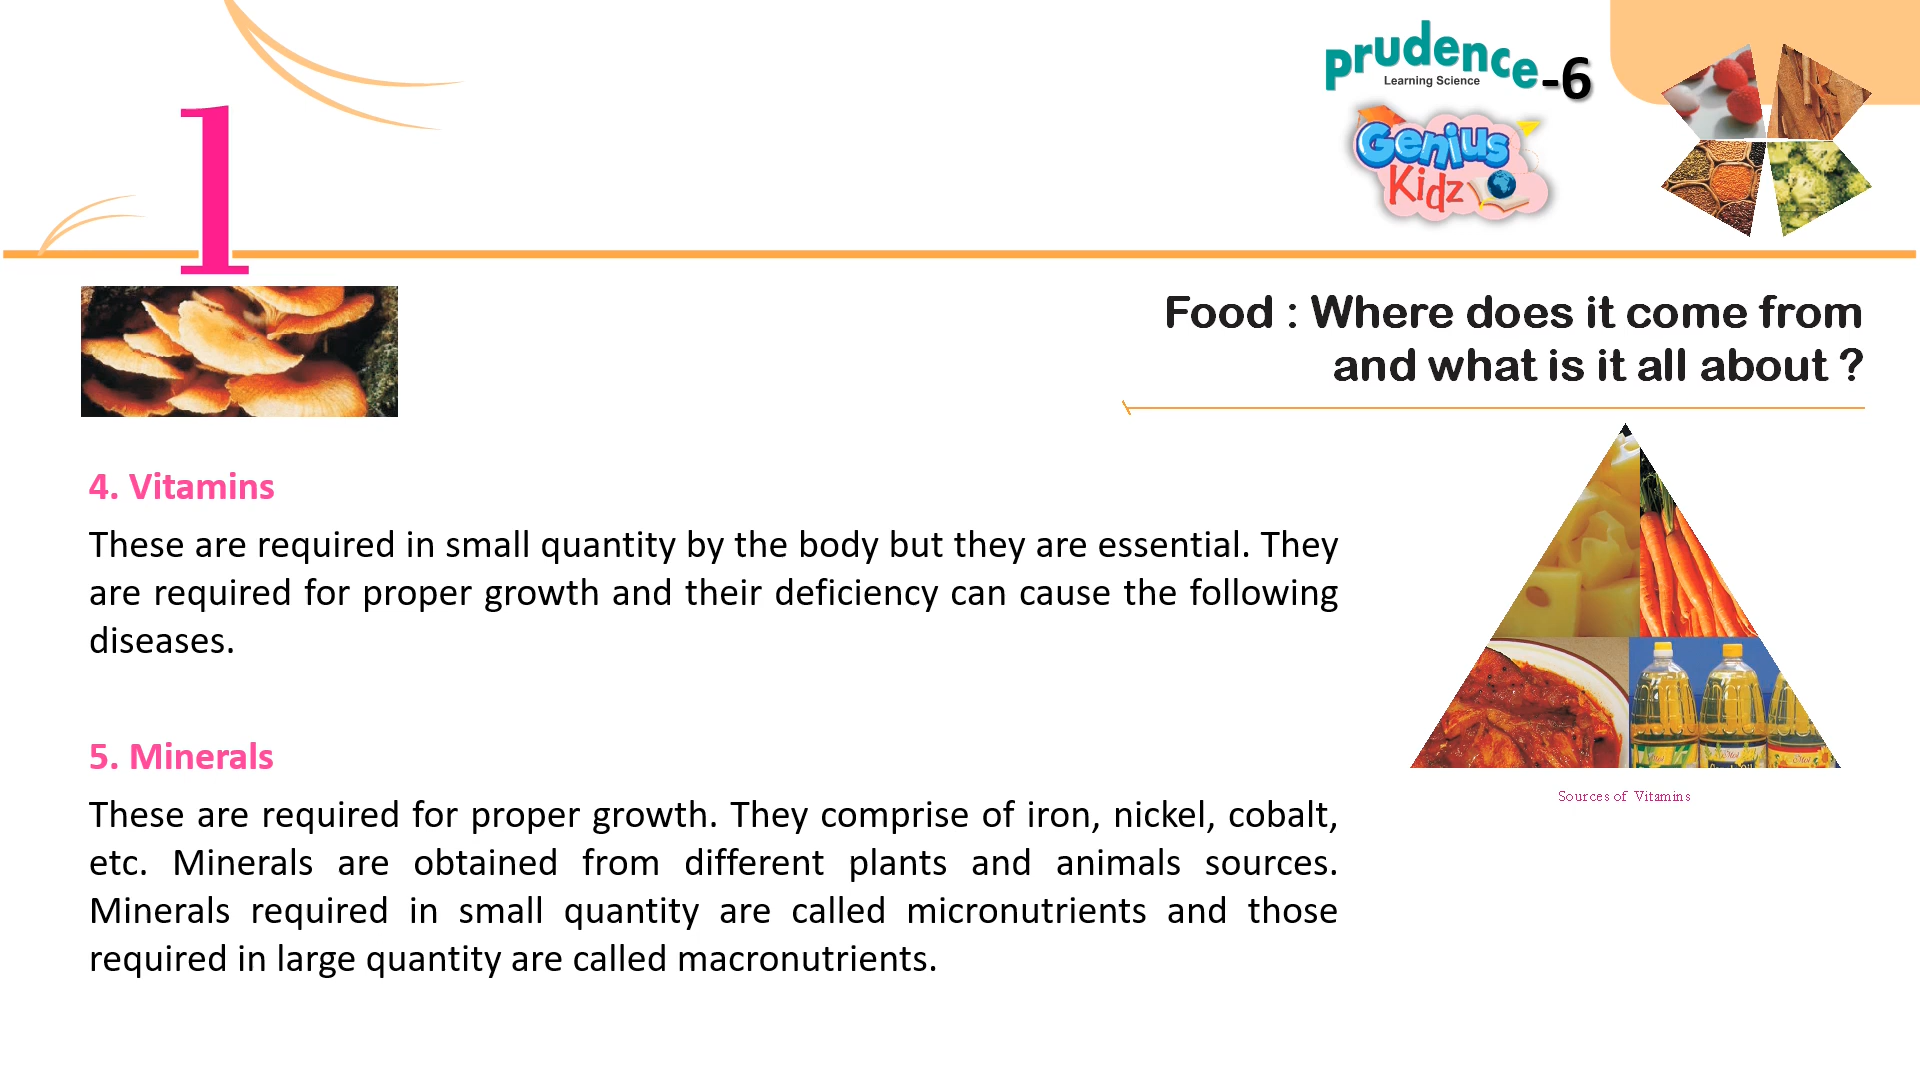 prudence-6
Learning Science
Genius
Kidz
1
Food : Where does it come from
and what is it all about ?
4. Vitamins
These are required in small quantity by the body but they are essential. They
are required for proper growth and their deficiency can cause the following
diseases.
5. Minerals
These are required for proper growth. They comprise of iron, nickel, cobalt,
etc. Minerals are obtained from different plants and animals sources.
Minerals required in small quantity are called micronutrients and those
required in large quantity are called macronutrients.
Sources of Vitamins